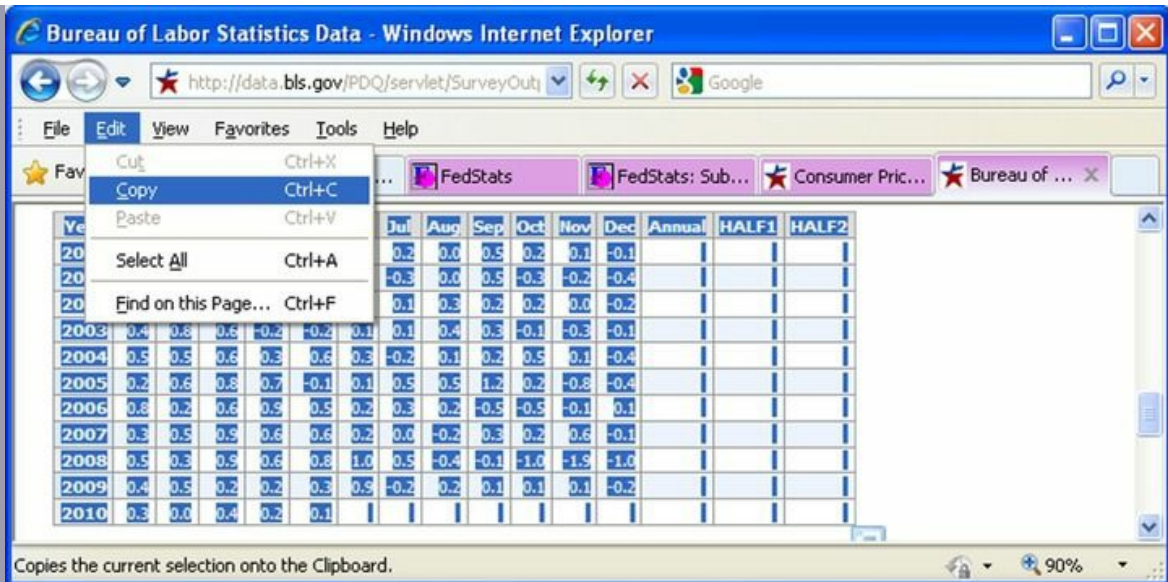 Bureau of Labor Statistics Data - Windows Internet Explorer
http://data.bls.gov/PDQ/servlet/SurveyOut Google
File Edit View Favorites Tools Help
Fav ... FedStats FedStats: Sub... Consumer Pric... Bureau of ... X
Cut Ctrl+X
Copy Ctrl+C
Paste Ctrl+V
Select All Ctrl+A
Find on this Page... Ctrl+F
Ye Jul Aug Sep Oct Nov Dec Annual HALF1 HALF2
20 0.2 0.0 0.5 0.2 0.1 -0.1
20 -0.3 0.0 0.5 -0.3 -0.2 -0.4
20 0.1 0.3 0.2 0.2 0.0 -0.2
2003 0.4 0.8 0.6 -0.2 -0.2 0.1 0.1 0.4 0.3 -0.1 -0.3 -0.1
2004 0.5 0.5 0.6 0.3 0.6 0.3 -0.2 0.1 0.2 0.5 0.1 -0.4
2005 0.2 0.6 0.8 0.7 -0.1 0.1 0.5 0.5 1.2 0.2 -0.8 -0.4
2006 0.8 0.2 0.6 0.9 0.5 0.2 0.3 0.2 -0.5 -0.5 -0.1 0.1
2007 0.3 0.5 0.9 0.6 0.6 0.2 0.0 -0.2 0.3 0.2 0.6 -0.1
2008 0.5 0.3 0.9 0.6 0.8 1.0 0.5 -0.4 -0.1 -1.0 -1.9 -1.0
2009 0.4 0.5 0.2 0.2 0.3 0.9 -0.2 0.2 0.1 0.1 0.1 -0.2
2010 0.3 0.0 0.4 0.2 0.1
Copies the current selection onto the Clipboard. 90%